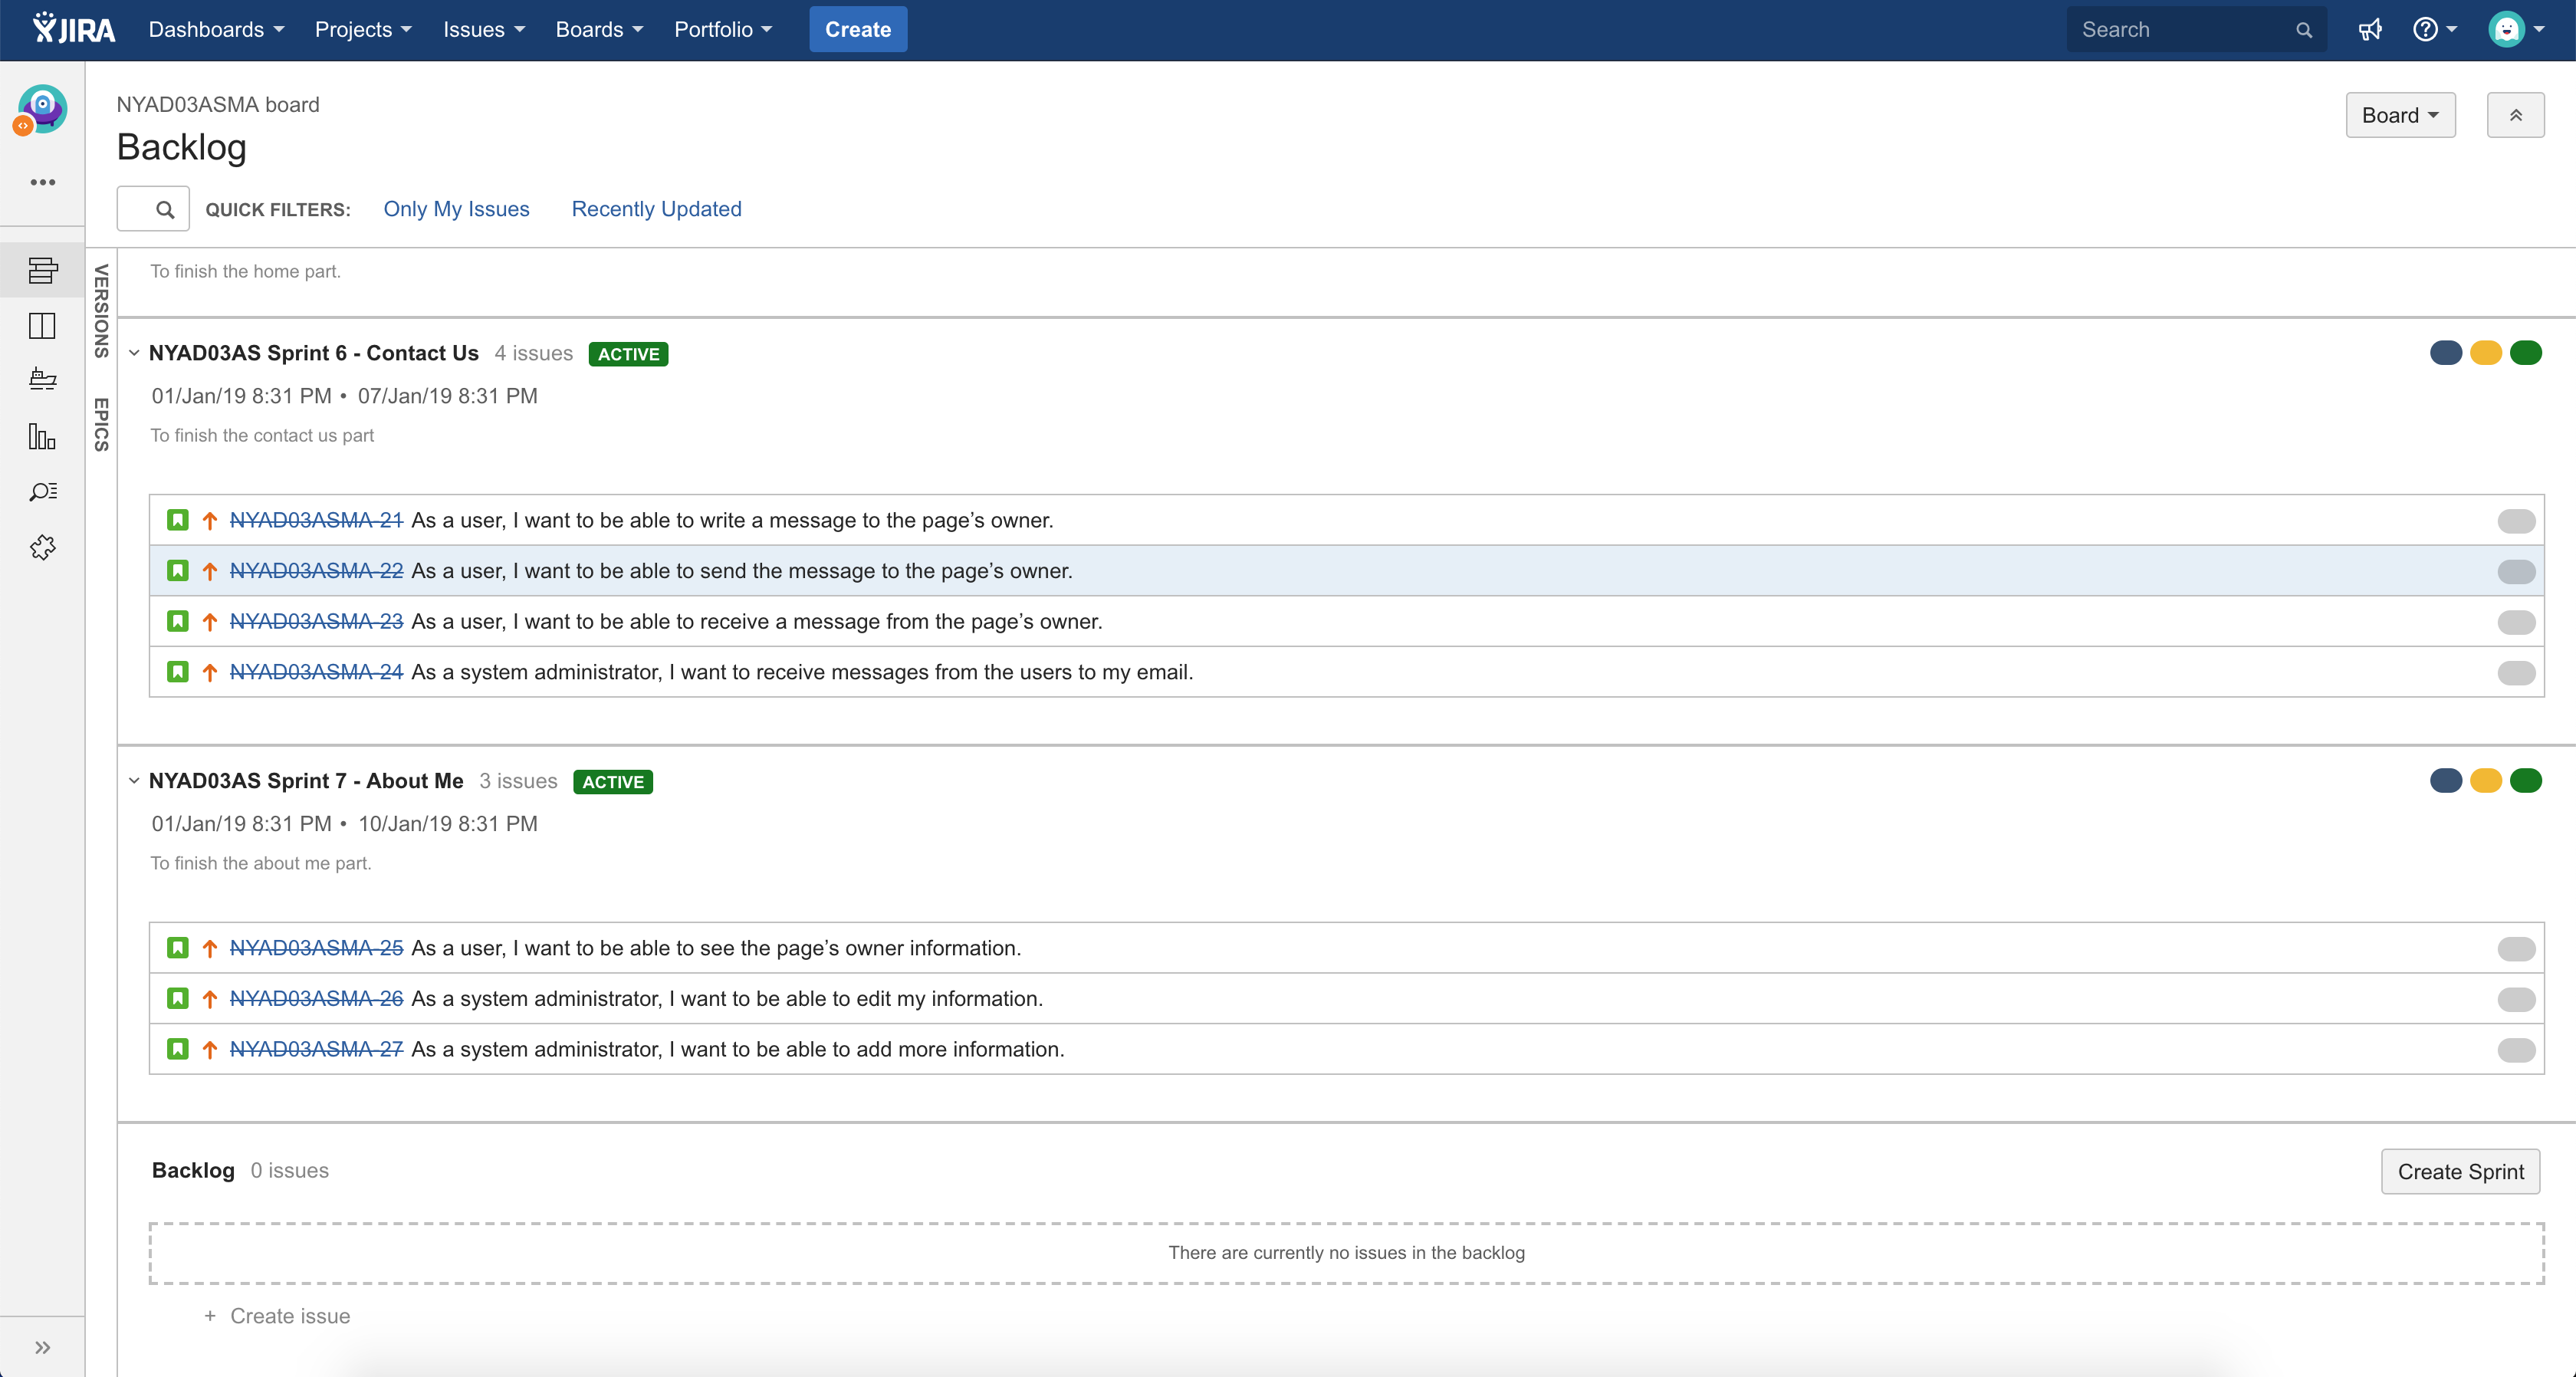 JIRA Dashboards Projects Issues Boards Portfolio Create Search
NYAD03ASMA board
Board
Backlog
QUICK FILTERS: Only My Issues Recently Updated
VERSIONS
EPICS
To finish the home part.
NYAD03AS Sprint 6 - Contact Us 4 issues ACTIVE
01/Jan/19 8:31 PM • 07/Jan/19 8:31 PM
To finish the contact us part
NYAD03ASMA-21 As a user, I want to be able to write a message to the page’s owner.
NYAD03ASMA-22 As a user, I want to be able to send the message to the page’s owner.
NYAD03ASMA-23 As a user, I want to be able to receive a message from the page’s owner.
NYAD03ASMA-24 As a system administrator, I want to receive messages from the users to my email.
NYAD03AS Sprint 7 - About Me 3 issues ACTIVE
01/Jan/19 8:31 PM • 10/Jan/19 8:31 PM
To finish the about me part.
NYAD03ASMA-25 As a user, I want to be able to see the page’s owner information.
NYAD03ASMA-26 As a system administrator, I want to be able to edit my information.
NYAD03ASMA-27 As a system administrator, I want to be able to add more information.
Backlog 0 issues Create Sprint
There are currently no issues in the backlog
+ Create issue